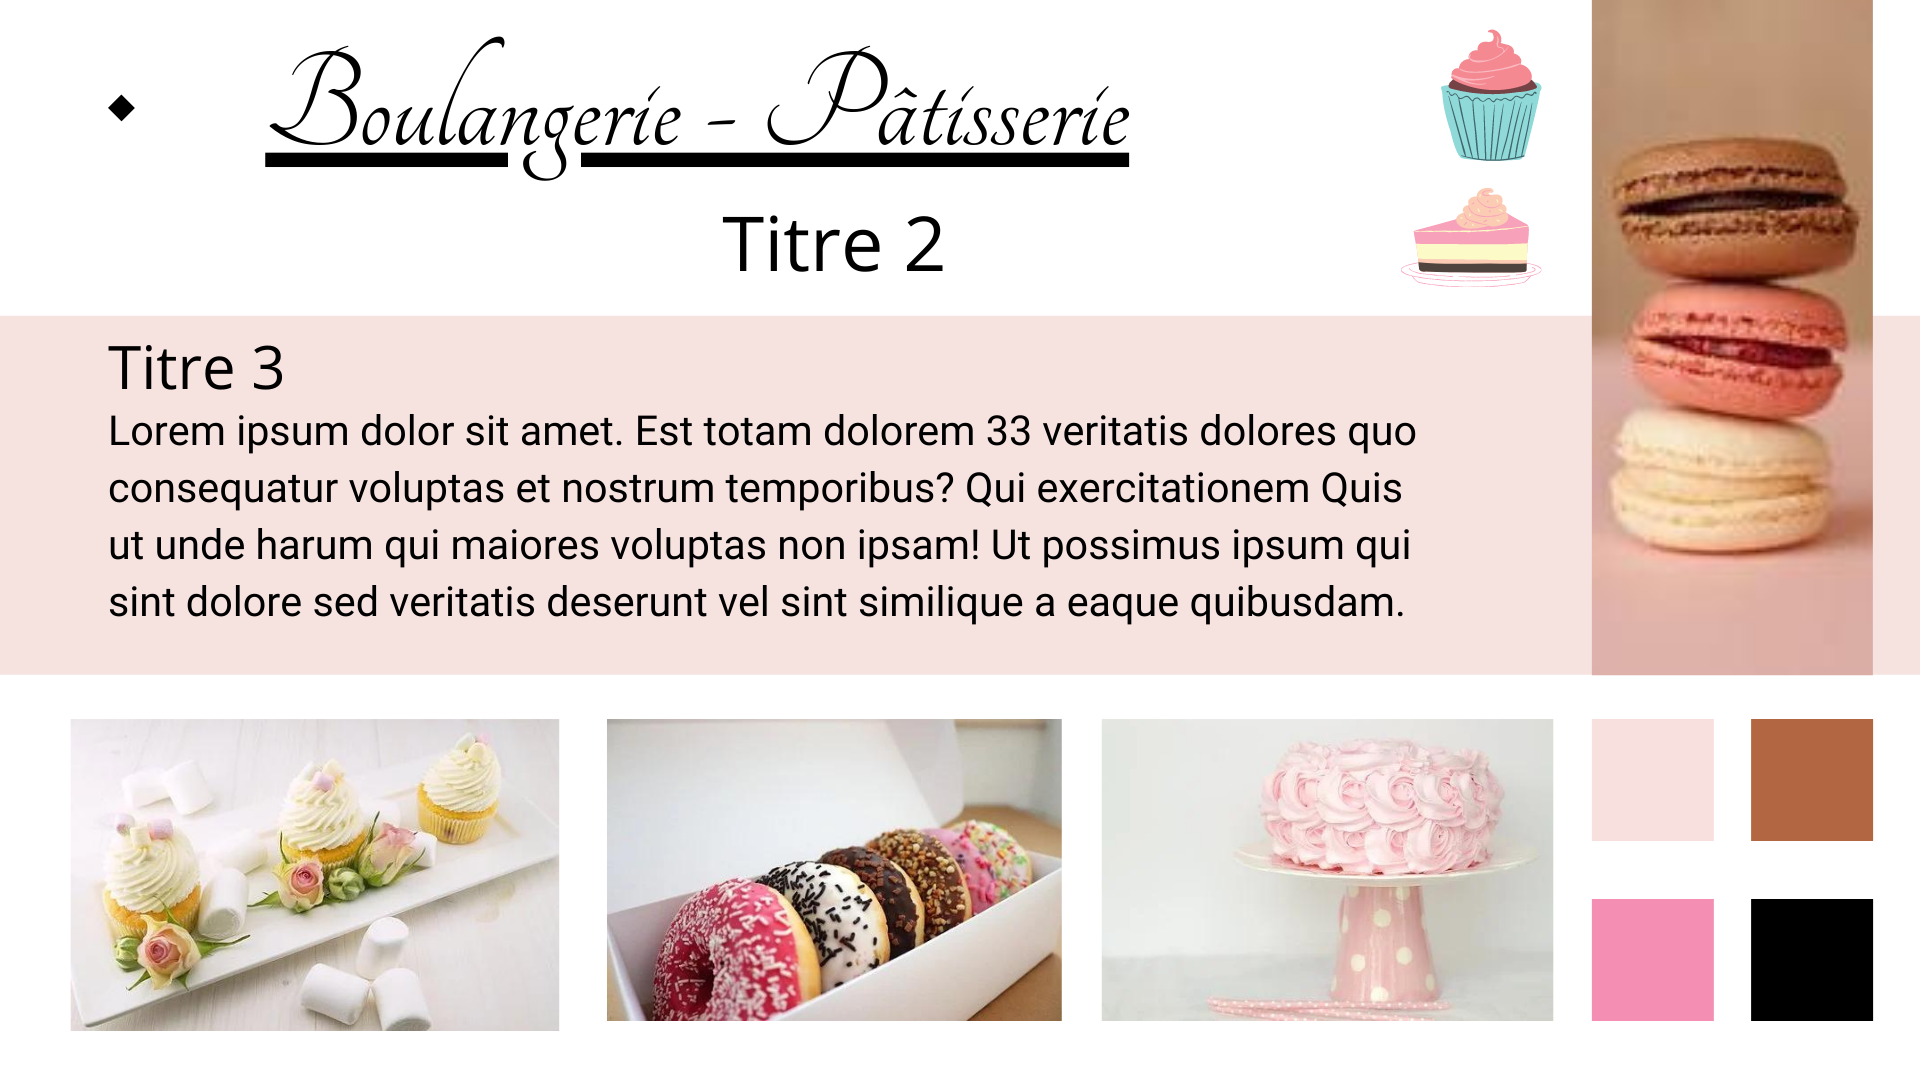 Boulangerie - Pâtisserie
Titre 2
Titre 3
Lorem ipsum dolor sit amet. Est totam dolorem 33 veritatis dolores quo
consequatur voluptas et nostrum temporibus? Qui exercitationem Quis
ut unde harum qui maiores voluptas non ipsam! Ut possimus ipsum qui
sint dolore sed veritatis deserunt vel sint similique a eaque quibusdam.